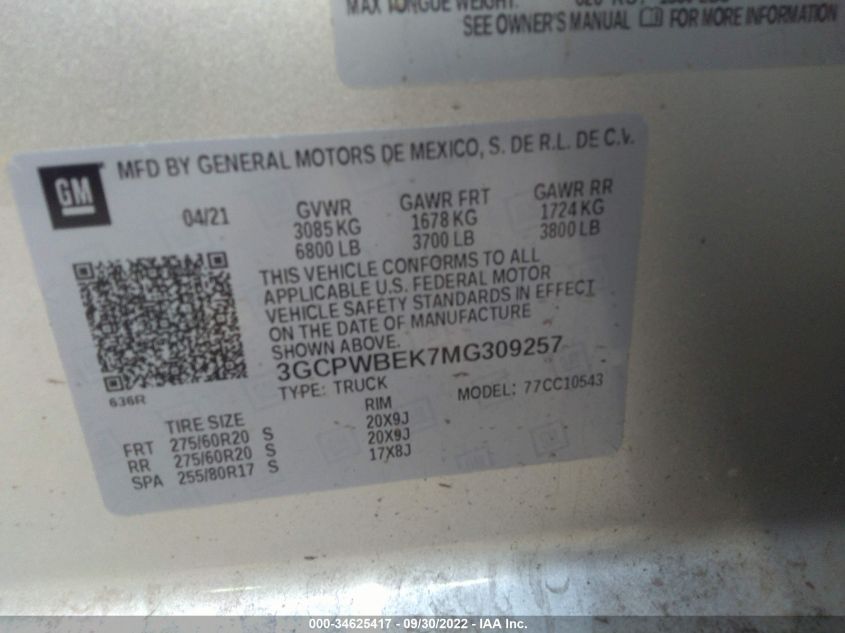 MAX TONGUE WEIGHT:
SEE OWNER'S MANUAL FOR MORE INFORMATION
GM
MFD BY GENERAL MOTORS DE MEXICO, S. DE R.L. DE C.V.
04/21 GVWR GAWR FRT GAWR RR
3085 KG 1678 KG 1724 KG
6800 LB 3700 LB 3800 LB
THIS VEHICLE CONFORMS TO ALL
APPLICABLE U.S. FEDERAL MOTOR
VEHICLE SAFETY STANDARDS IN EFFECT
ON THE DATE OF MANUFACTURE
SHOWN ABOVE.
3GCPWBEK7MG309257
636R
TYPE: TRUCK MODEL: 77CC10543
TIRE SIZE RIM
FRT 275/60R20 S 20X9J
RR 275/60R20 S 20X9J
SPA 255/80R17 S 17X8J
000-34625417 - 09/30/2022 - IAA Inc.